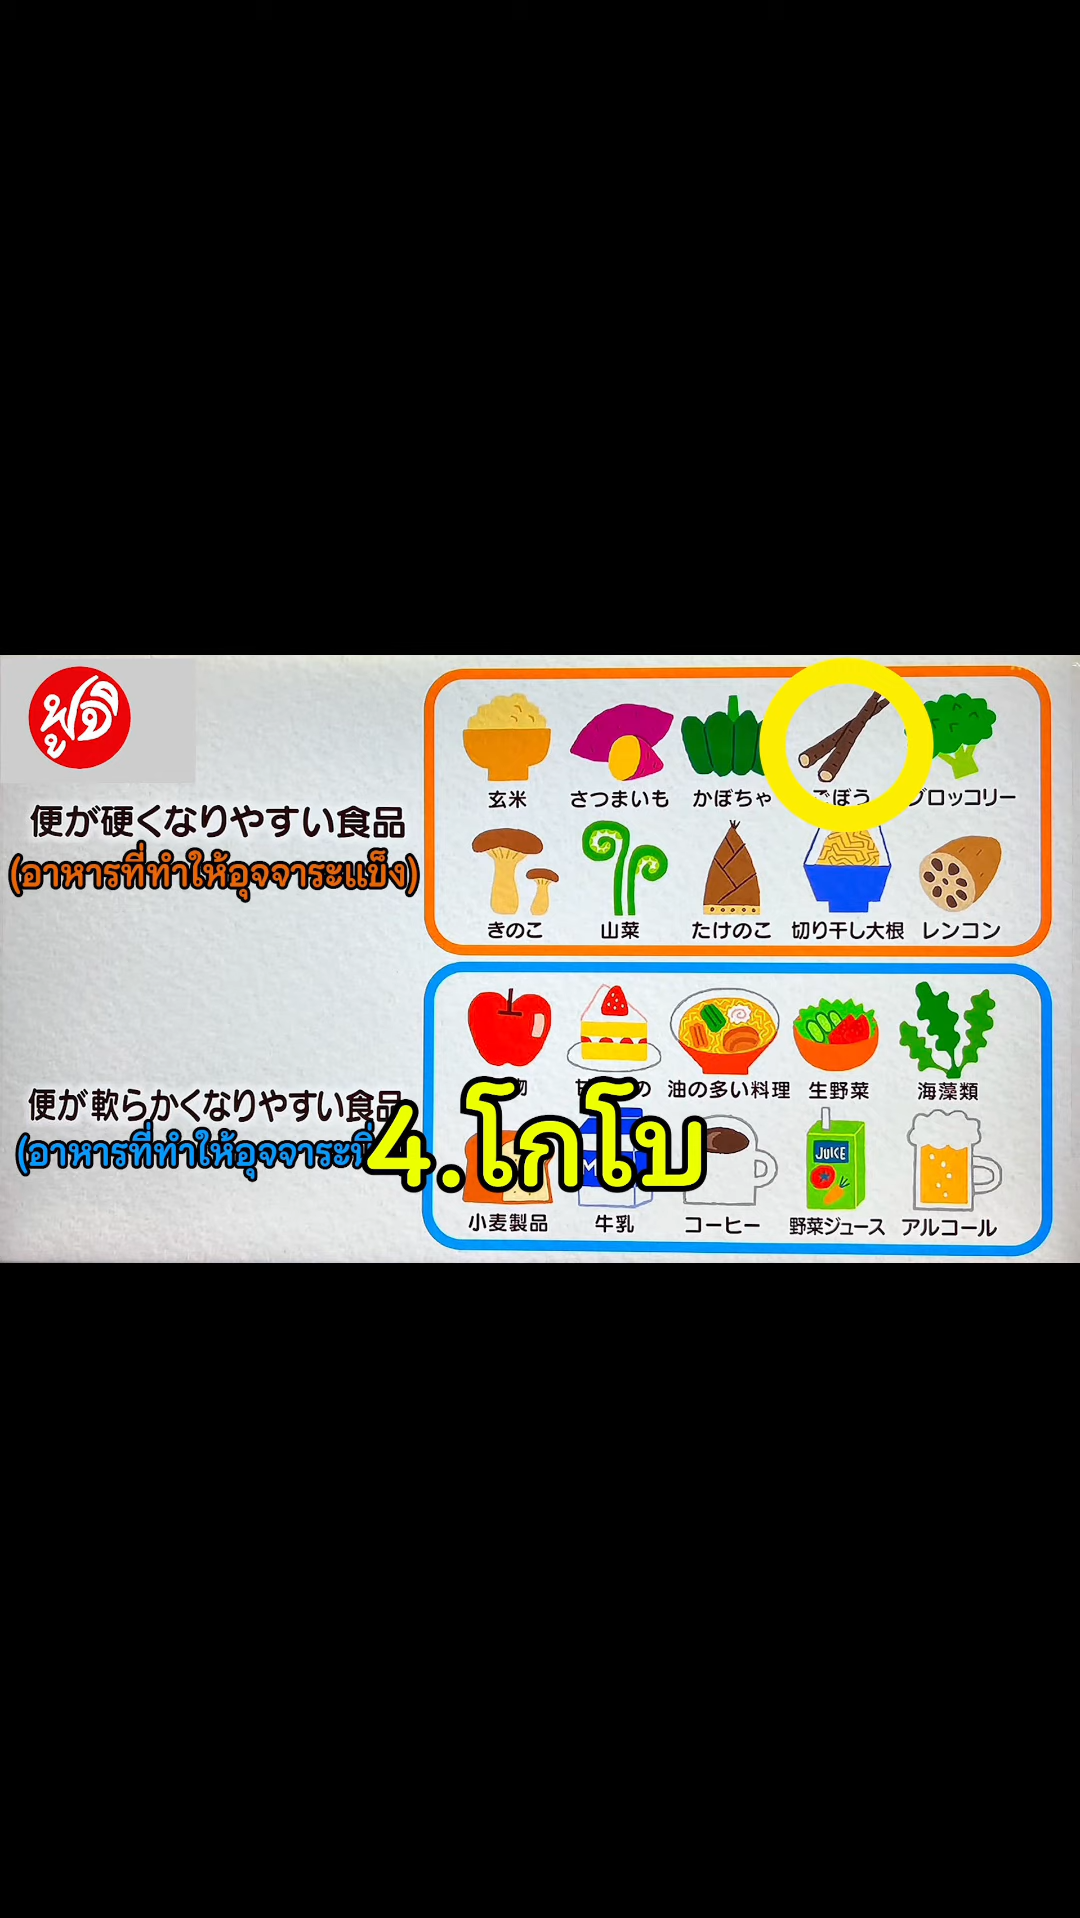 ฟูจิ
便が硬くなりやすい食品
(อาหารที่ทำให้อุจจาระแข็ง)
玄米 さつまいも かぼちゃ ごぼう ブロッコリー
きのこ 山菜 たけのこ 切り干し大根 レンコン
便が軟らかくなりやすい食品
(อาหารที่ทำให้อุจจาระ
物 の 油の多い料理 生野菜 海藻類
4.โกโบ
JUICE
小麦製品 牛乳 コーヒー 野菜ジュース アルコール